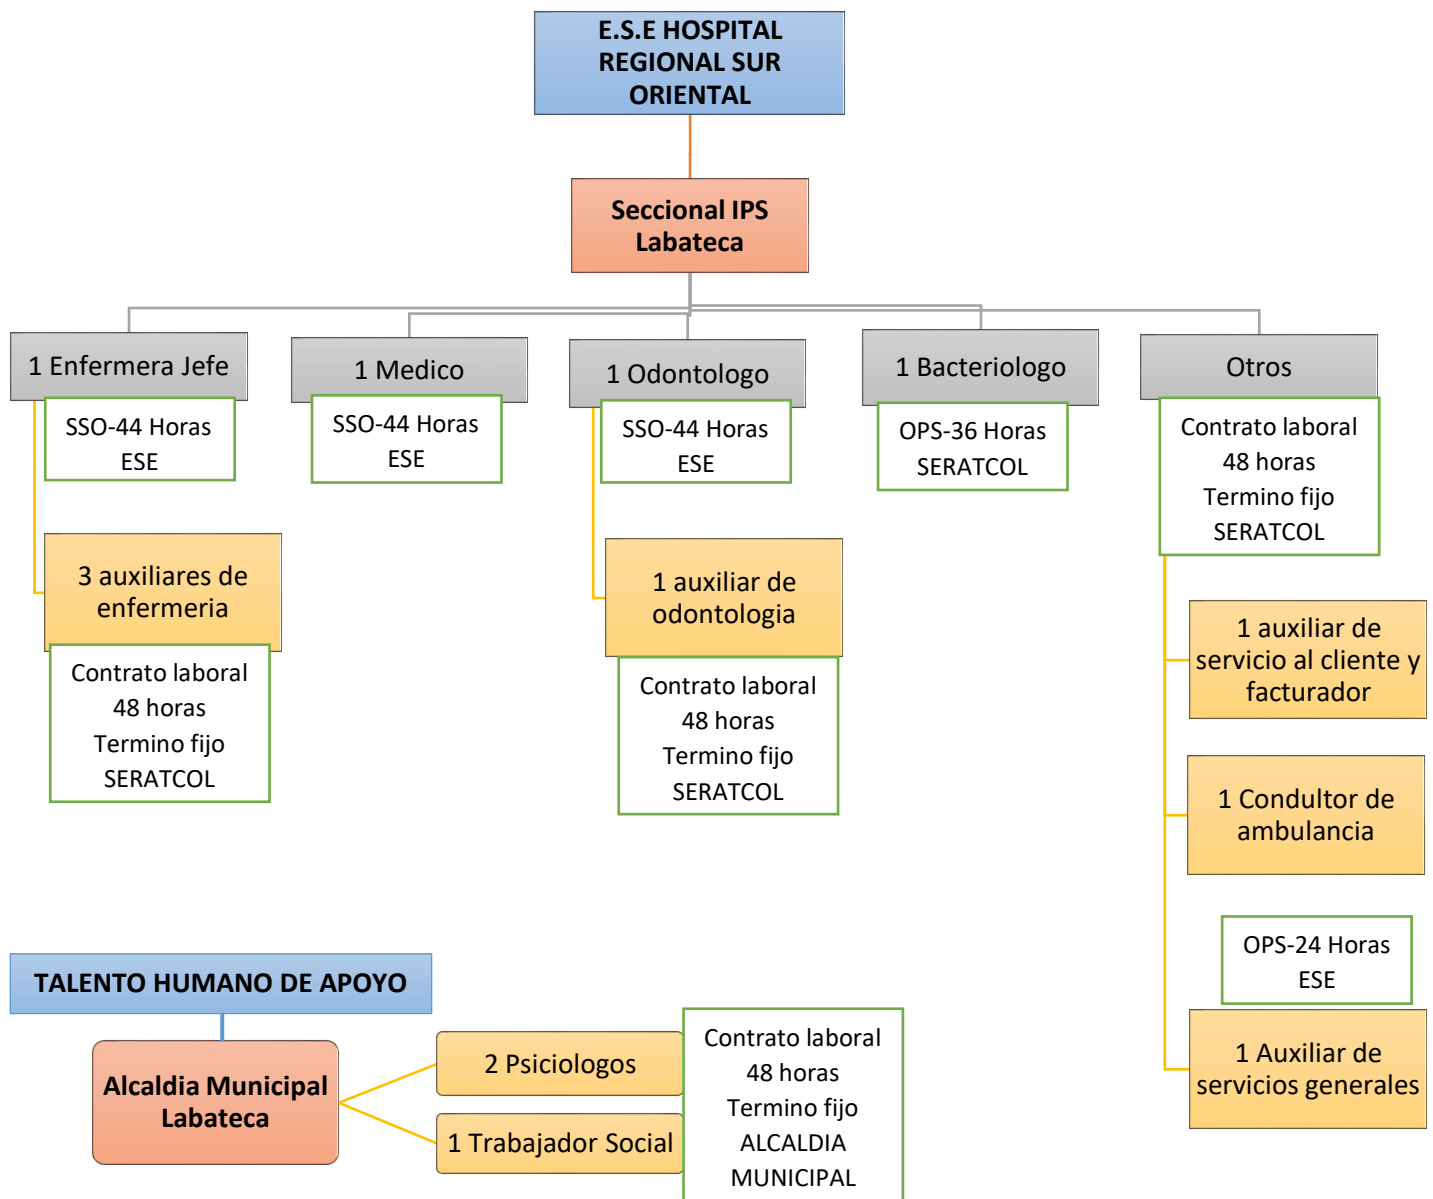 E.S.E HOSPITAL
REGIONAL SUR
ORIENTAL
Seccional IPS
Labateca
1 Enfermera Jefe
SSO-44 Horas
ESE
1 Medico
SSO-44 Horas
ESE
1 Odontologo
SSO-44 Horas
ESE
1 Bacteriologo
OPS-36 Horas
SERATCOL
Otros
Contrato laboral
48 horas
Termino fijo
SERATCOL
3 auxiliares de
enfermeria
Contrato laboral
48 horas
Termino fijo
SERATCOL
1 auxiliar de
odontologia
Contrato laboral
48 horas
Termino fijo
SERATCOL
1 auxiliar de
servicio al cliente y
facturador
1 Condultor de
ambulancia
OPS-24 Horas
ESE
1 Auxiliar de
servicios generales
TALENTO HUMANO DE APOYO
Alcaldia Municipal
Labateca
2 Psiciologos
1 Trabajador Social
Contrato laboral
48 horas
Termino fijo
ALCALDIA
MUNICIPAL